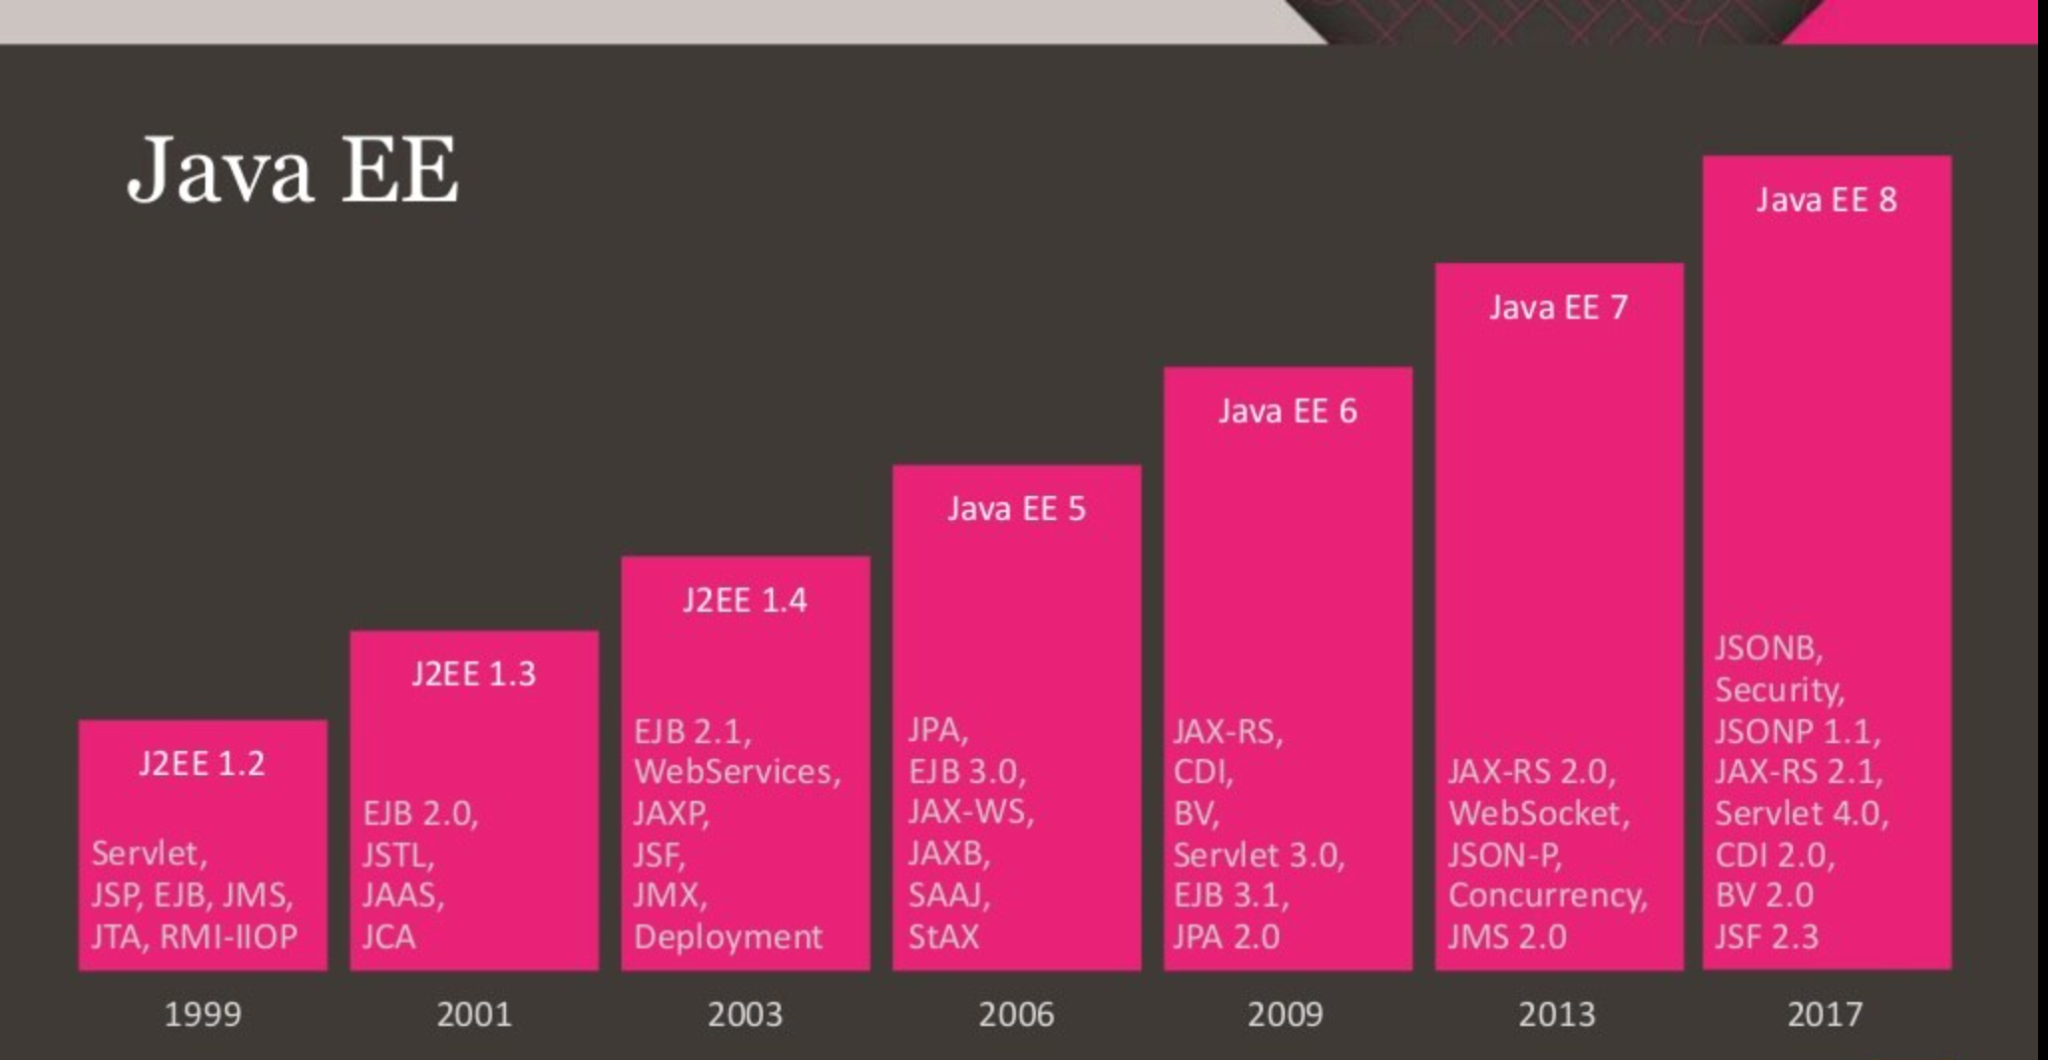 Java EE
J2EE 1.2
Servlet,
JSP, EJB, JMS,
JTA, RMI-IIOP
1999
J2EE 1.3
EJB 2.0,
JSTL,
JAAS,
JCA
2001
J2EE 1.4
EJB 2.1,
WebServices,
JAXP,
JSF,
JMX,
Deployment
2003
Java EE 5
JPA,
EJB 3.0,
JAX-WS,
JAXB,
SAAJ,
StAX
2006
Java EE 6
JAX-RS,
CDI,
BV,
Servlet 3.0,
EJB 3.1,
JPA 2.0
2009
Java EE 7
JAX-RS 2.0,
WebSocket,
JSON-P,
Concurrency,
JMS 2.0
2013
Java EE 8
JSONB,
Security,
JSONP 1.1,
JAX-RS 2.1,
Servlet 4.0,
CDI 2.0,
BV 2.0
JSF 2.3
2017